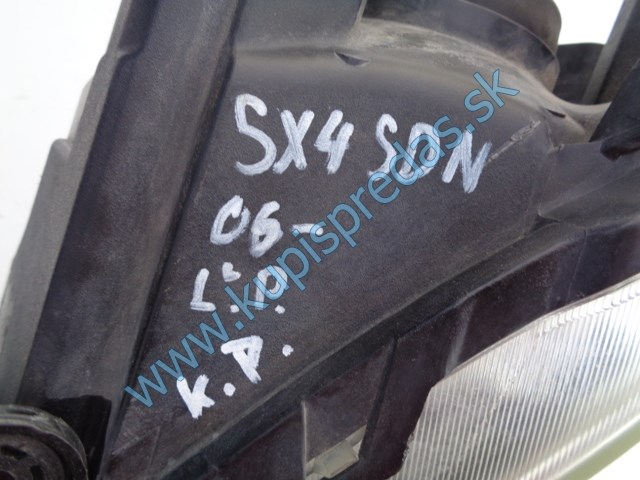 SX4 SDN
06-
Ľ.P.
K.P.
www.kupispredas.sk